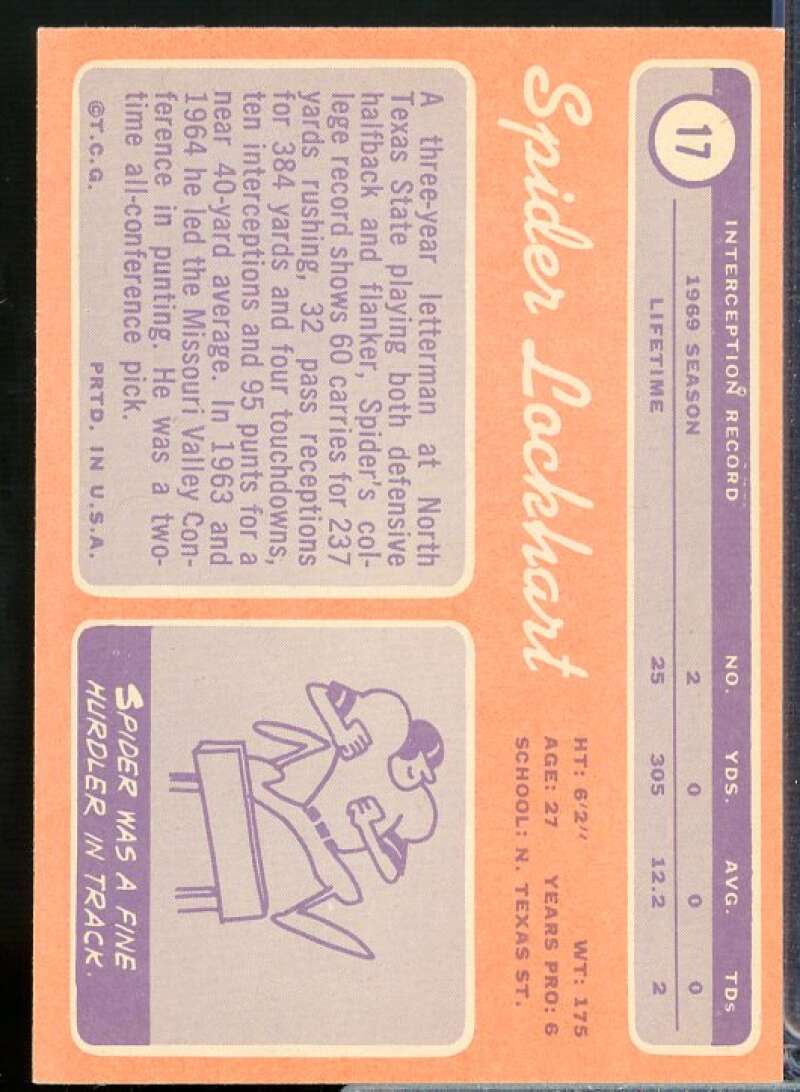 17
INTERCEPTION RECORD NO. YDS. AVG. TDs
1969 SEASON 2 0 0 0
LIFETIME 25 305 12.2 2
Spider Lockhart
HT: 6'2" WT: 175
AGE: 27 YEARS PRO: 6
SCHOOL: N. TEXAS ST.
A three-year letterman at North
Texas State playing both defensive
halfback and flanker, Spider's col-
lege record shows 60 carries for 237
yards rushing, 32 pass receptions
for 384 yards and four touchdowns,
ten interceptions and 95 punts for a
near 40-yard average. In 1963 and
1964 he led the Missouri Valley Con-
ference in punting. He was a two-
time all-conference pick.
©T.C.G. PRTD. IN U.S.A.
SPIDER WAS A FINE
HURDLER IN TRACK.